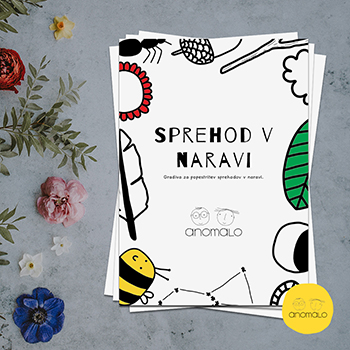 SPREHOD V
NARAVI
Gradiva za popestritev sprehodov v naravi.
anomalo
anomalo